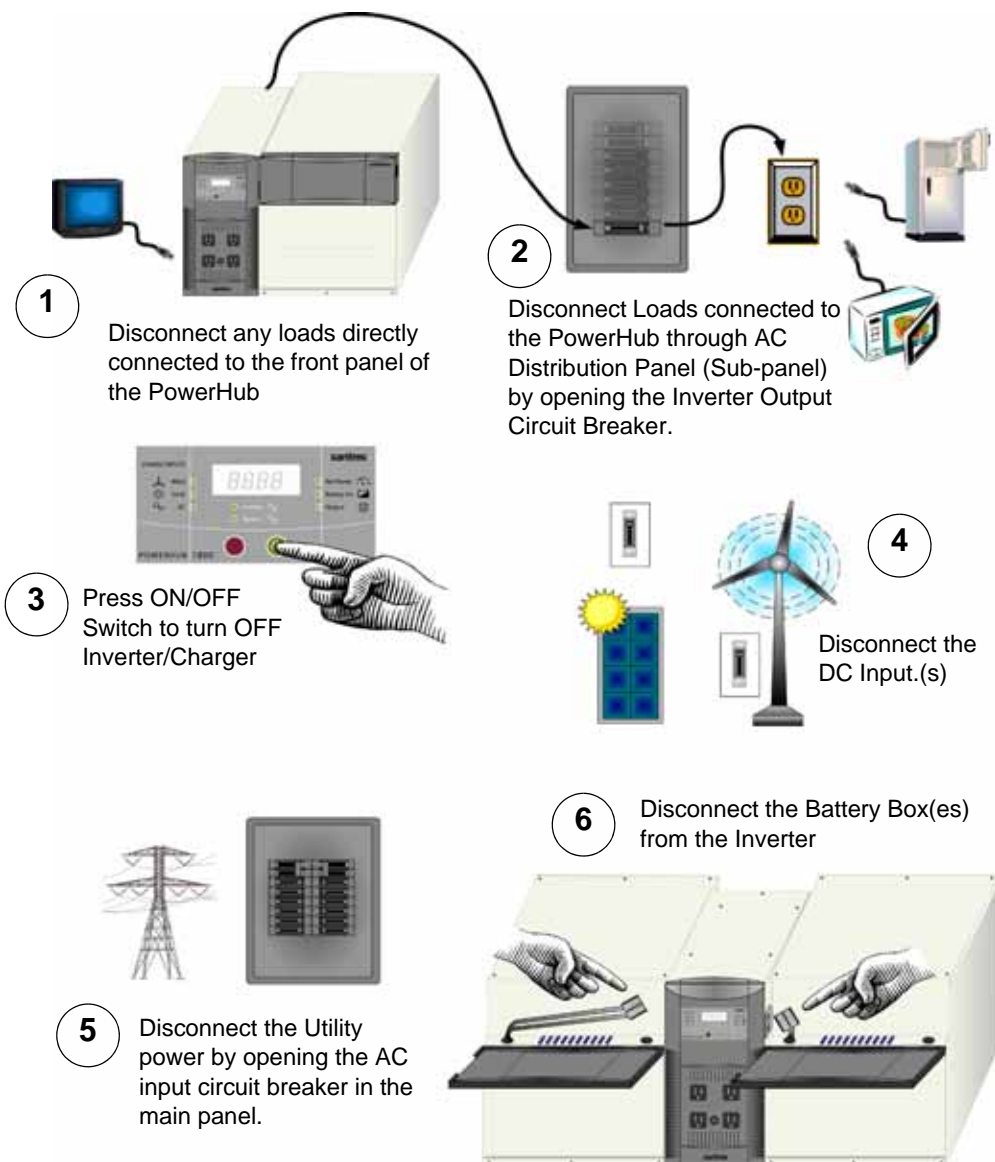 1
Disconnect any loads directly
connected to the front panel of
the PowerHub
2
Disconnect Loads connected to
the PowerHub through AC
Distribution Panel (Sub-panel)
by opening the Inverter Output
Circuit Breaker.
3
Press ON/OFF
Switch to turn OFF
Inverter/Charger
4
Disconnect the
DC Input.(s)
5
Disconnect the Utility
power by opening the AC
input circuit breaker in the
main panel.
6
Disconnect the Battery Box(es)
from the Inverter